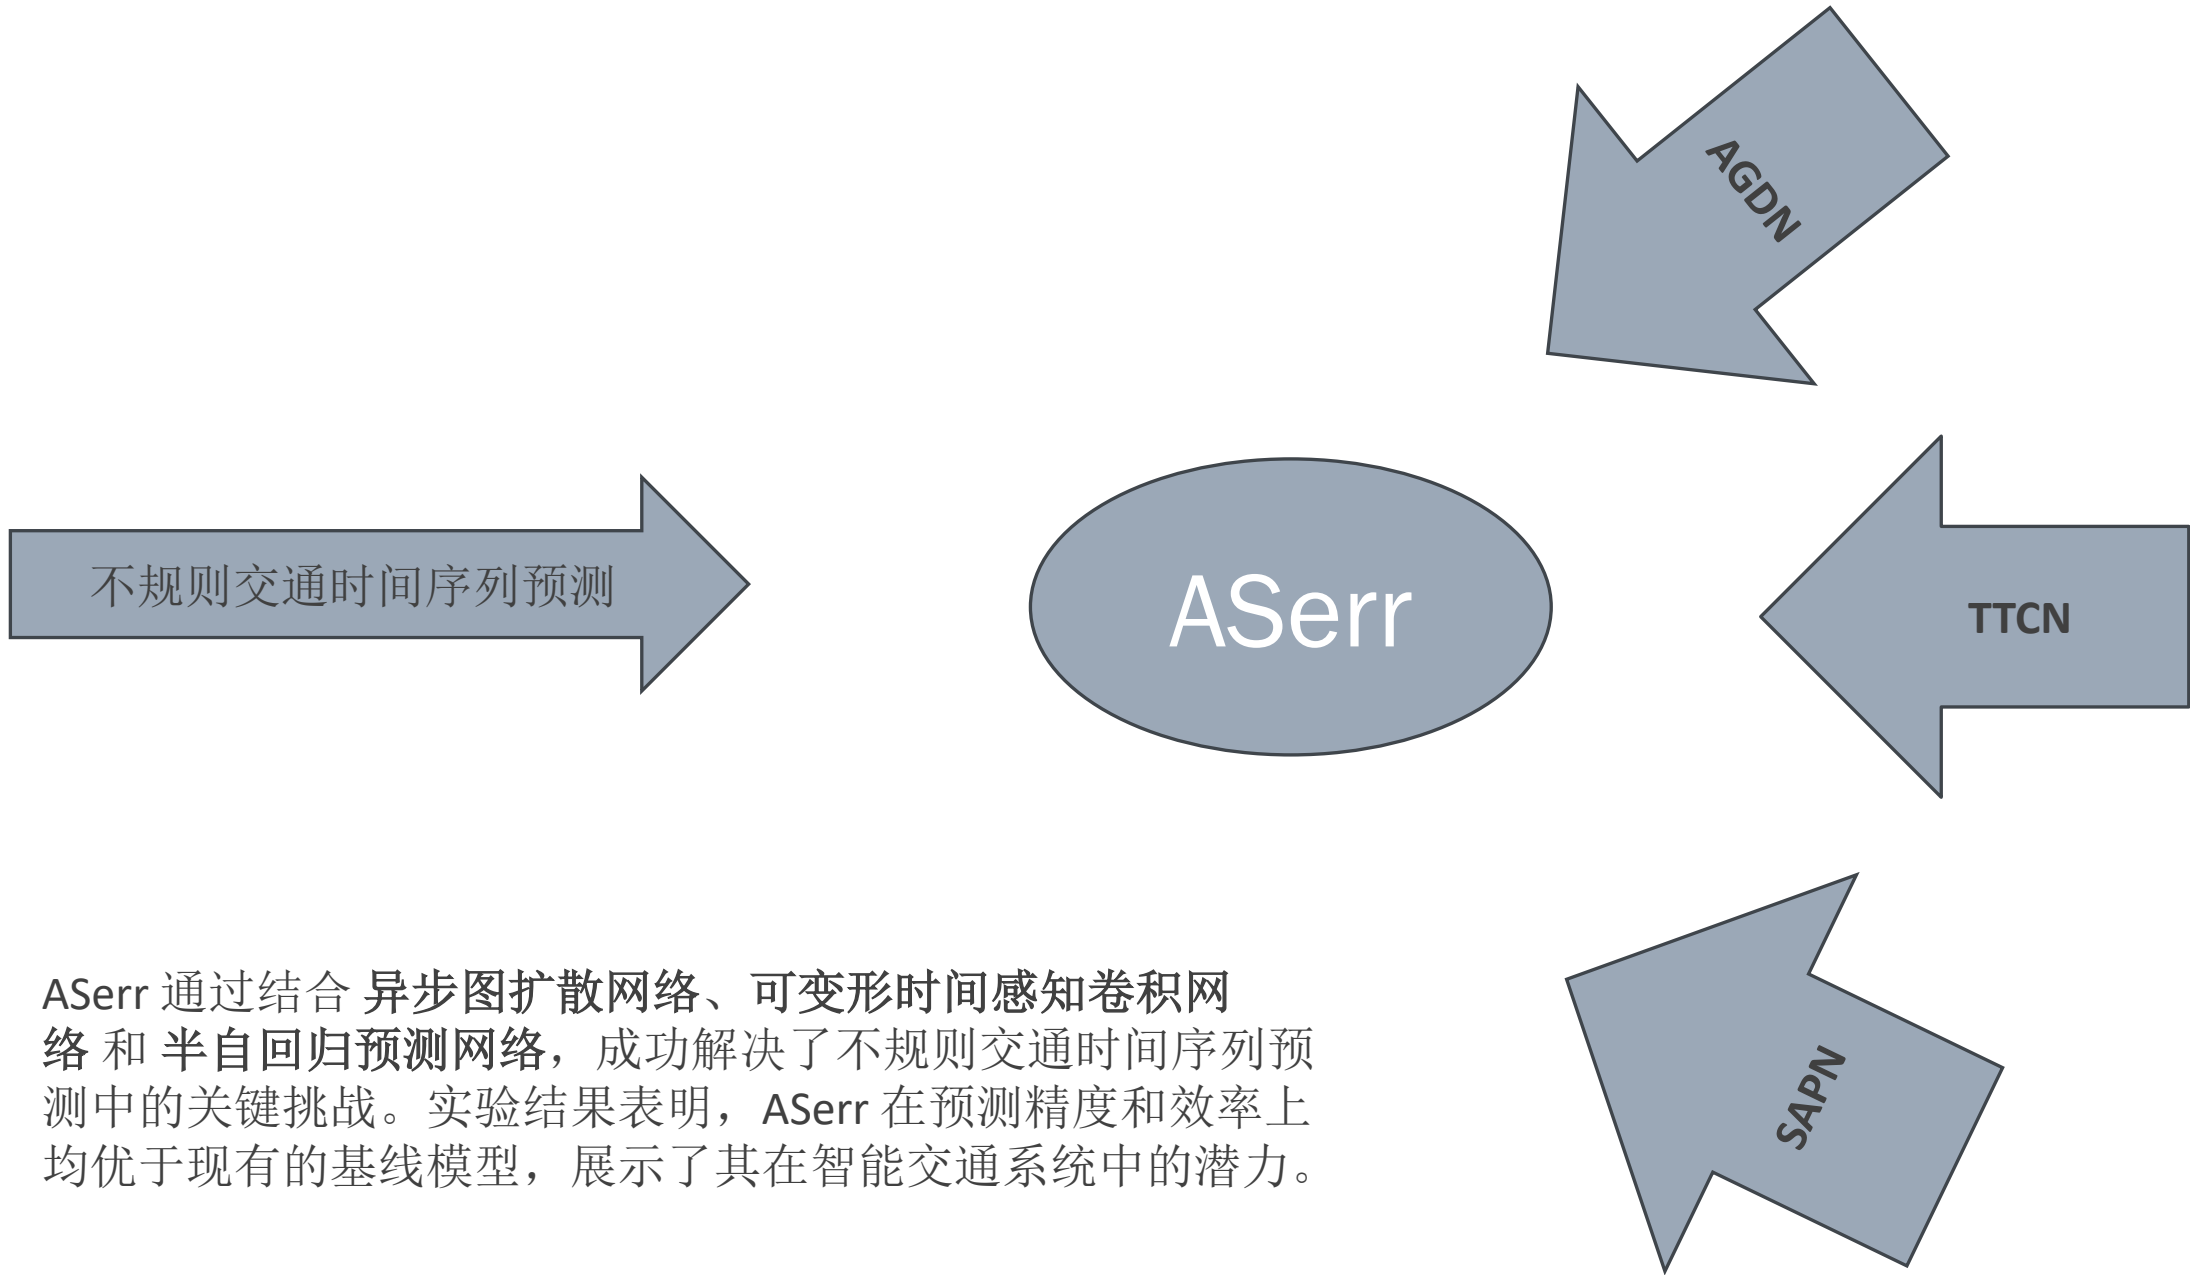 AGDN
不规则交通时间序列预测
ASerr
TTCN
SAPN
ASerr 通过结合 异步图扩散网络、可变形时间感知卷积网
络 和 半自回归预测网络，成功解决了不规则交通时间序列预
测中的关键挑战。实验结果表明，ASerr 在预测精度和效率上
均优于现有的基线模型，展示了其在智能交通系统中的潜力。